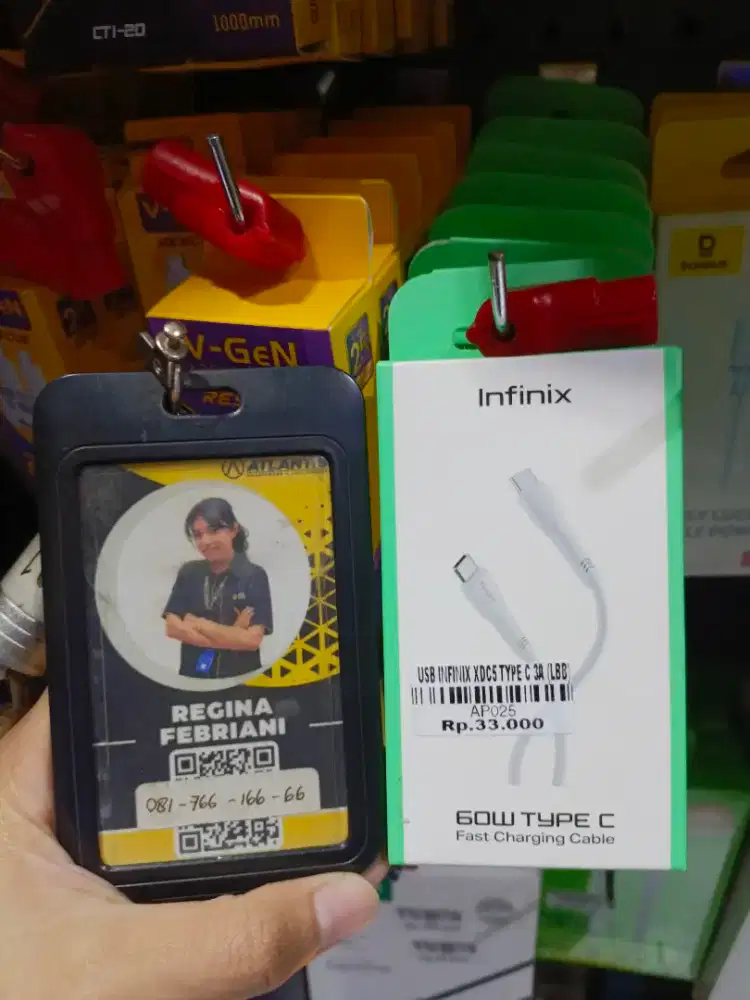 CT1-20
1000mm
V-GeN
ATLANTIS
REGINA
FEBRIANI
081-766-166-66
Infinix
USB INFINIX XDC5 TYPE C 3A (LBB)
AP025
Rp.33.000
60W TYPE C
Fast Charging Cable